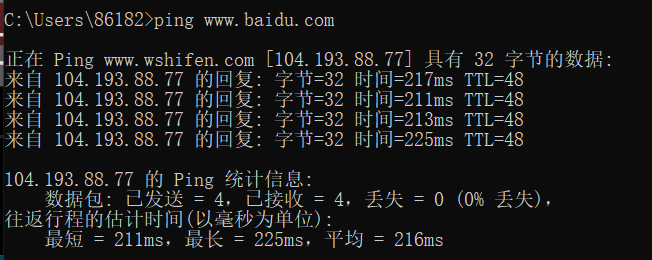 C:\Users\86182>ping www.baidu.com
正在 Ping www.wshifen.com [104.193.88.77] 具有 32 字节的数据:
来自 104.193.88.77 的回复: 字节=32 时间=217ms TTL=48
来自 104.193.88.77 的回复: 字节=32 时间=211ms TTL=48
来自 104.193.88.77 的回复: 字节=32 时间=213ms TTL=48
来自 104.193.88.77 的回复: 字节=32 时间=225ms TTL=48
104.193.88.77 的 Ping 统计信息:
数据包: 已发送 = 4，已接收 = 4，丢失 = 0 (0% 丢失)，
往返行程的估计时间(以毫秒为单位):
最短 = 211ms，最长 = 225ms，平均 = 216ms